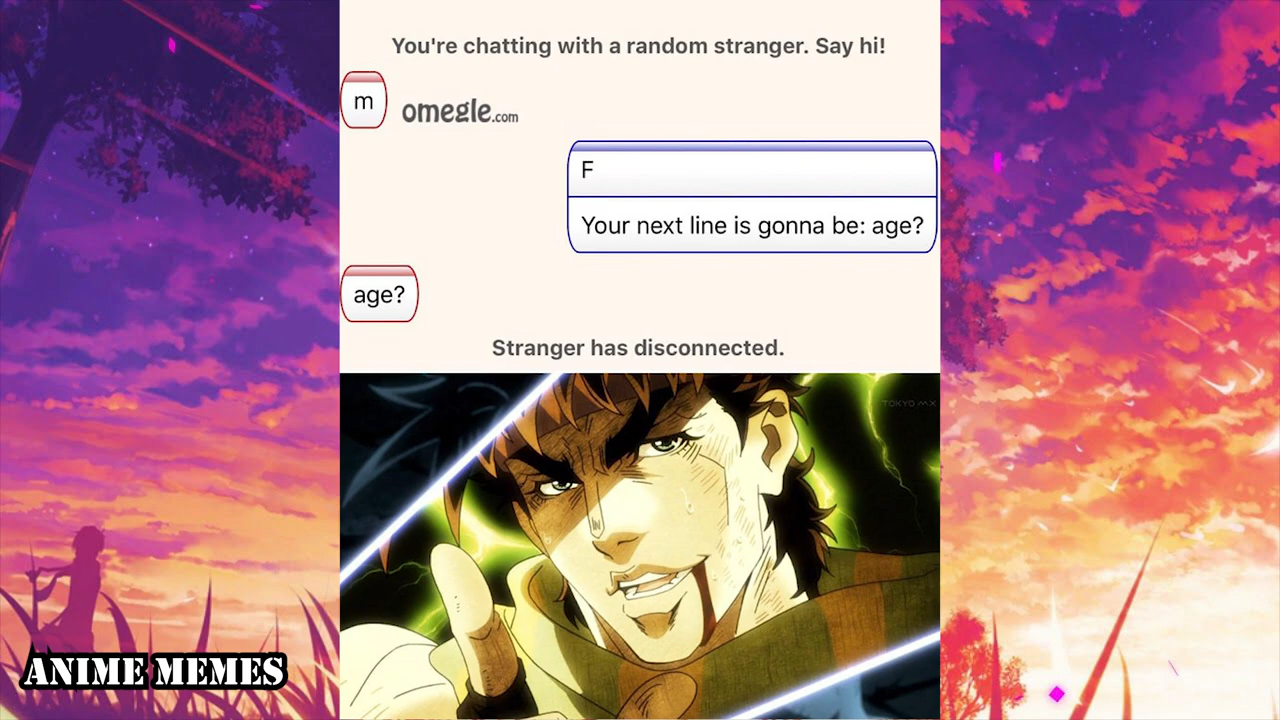 You're chatting with a random stranger. Say hi!
m
omegle.com
F
Your next line is gonna be: age?
age?
Stranger has disconnected.
TOKYO MX
ANIME MEMES